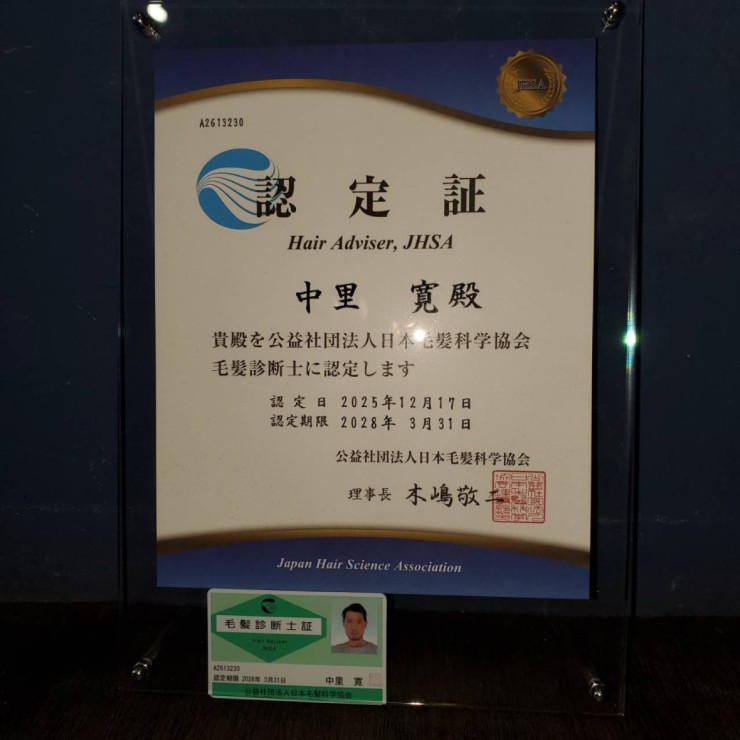 JHSA
A2613230
認定証
Hair Adviser, JHSA
中里 寛殿
貴殿を公益社団法人日本毛髪科学協会
毛髪診断士に認定します
認定日 2025年12月17日
認定期限 2028年 3月31日
公益社団法人日本毛髪科学協会
理事長 木嶋敬二
Japan Hair Science Association
毛髪診断士証
Hair Adviser
JHSA
A2613230
認定期限 2028年 3月31日 中里 寛
公益社団法人日本毛髪科学協会